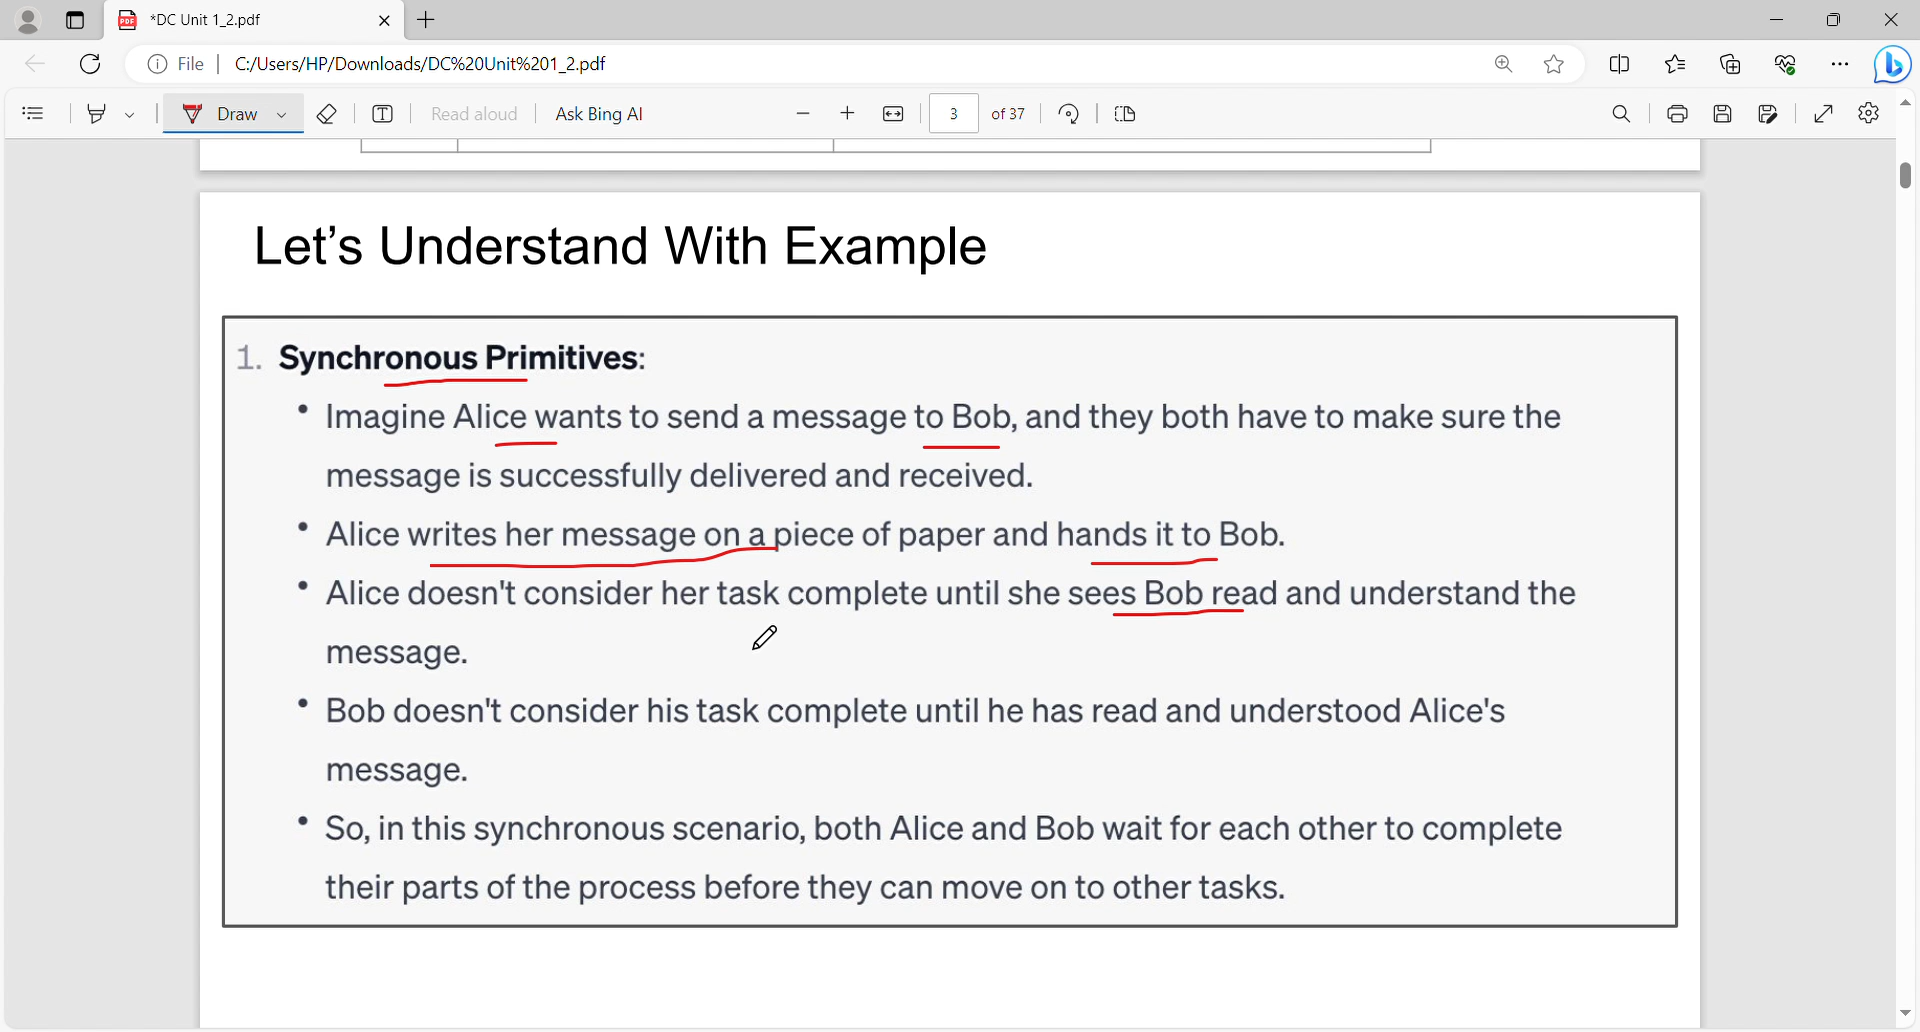 *DC Unit 1_2.pdf
File | C:/Users/HP/Downloads/DC%20Unit%201_2.pdf
Draw Read aloud Ask Bing AI 3 of 37
Let's Understand With Example
1. Synchronous Primitives:
• Imagine Alice wants to send a message to Bob, and they both have to make sure the
message is successfully delivered and received.
• Alice writes her message on a piece of paper and hands it to Bob.
• Alice doesn't consider her task complete until she sees Bob read and understand the
message.
• Bob doesn't consider his task complete until he has read and understood Alice's
message.
• So, in this synchronous scenario, both Alice and Bob wait for each other to complete
their parts of the process before they can move on to other tasks.